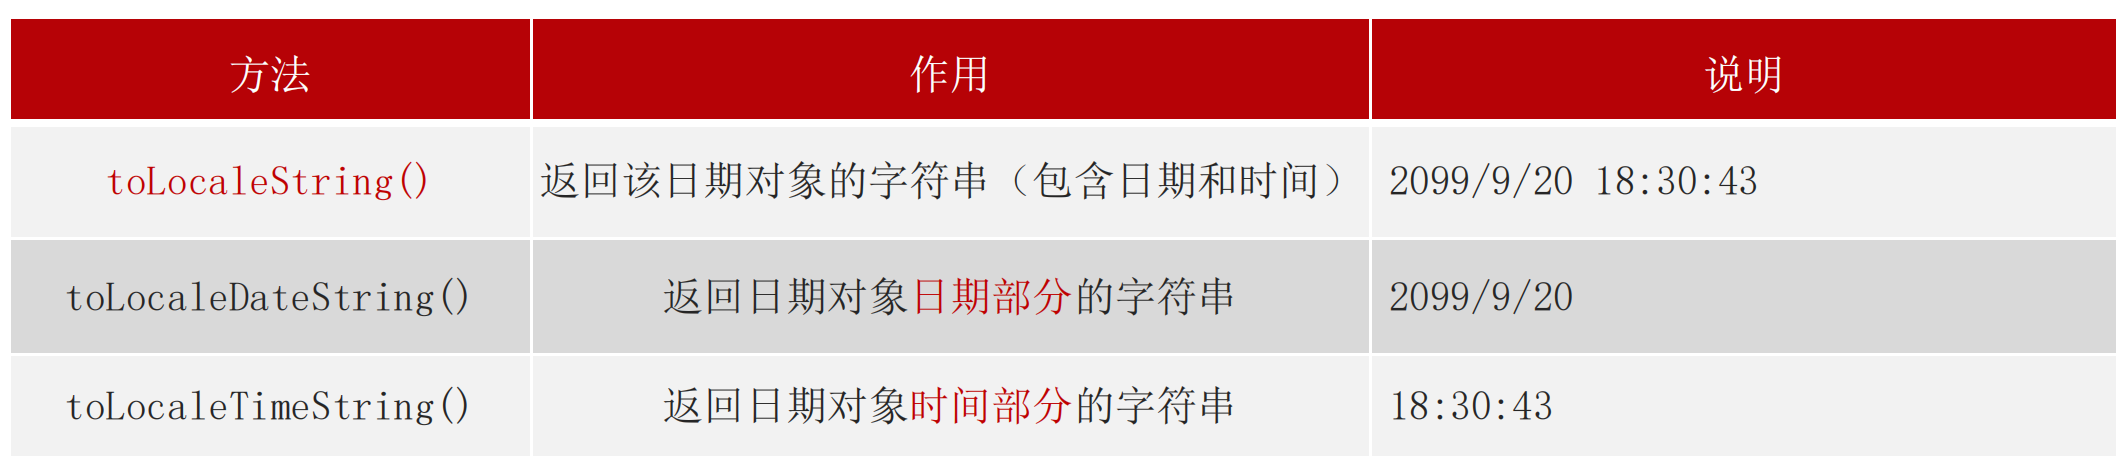 方法 作用 说明
toLocaleString() 返回该日期对象的字符串（包含日期和时间） 2099/9/20 18:30:43
toLocaleDateString() 返回日期对象日期部分的字符串 2099/9/20
toLocaleTimeString() 返回日期对象时间部分的字符串 18:30:43